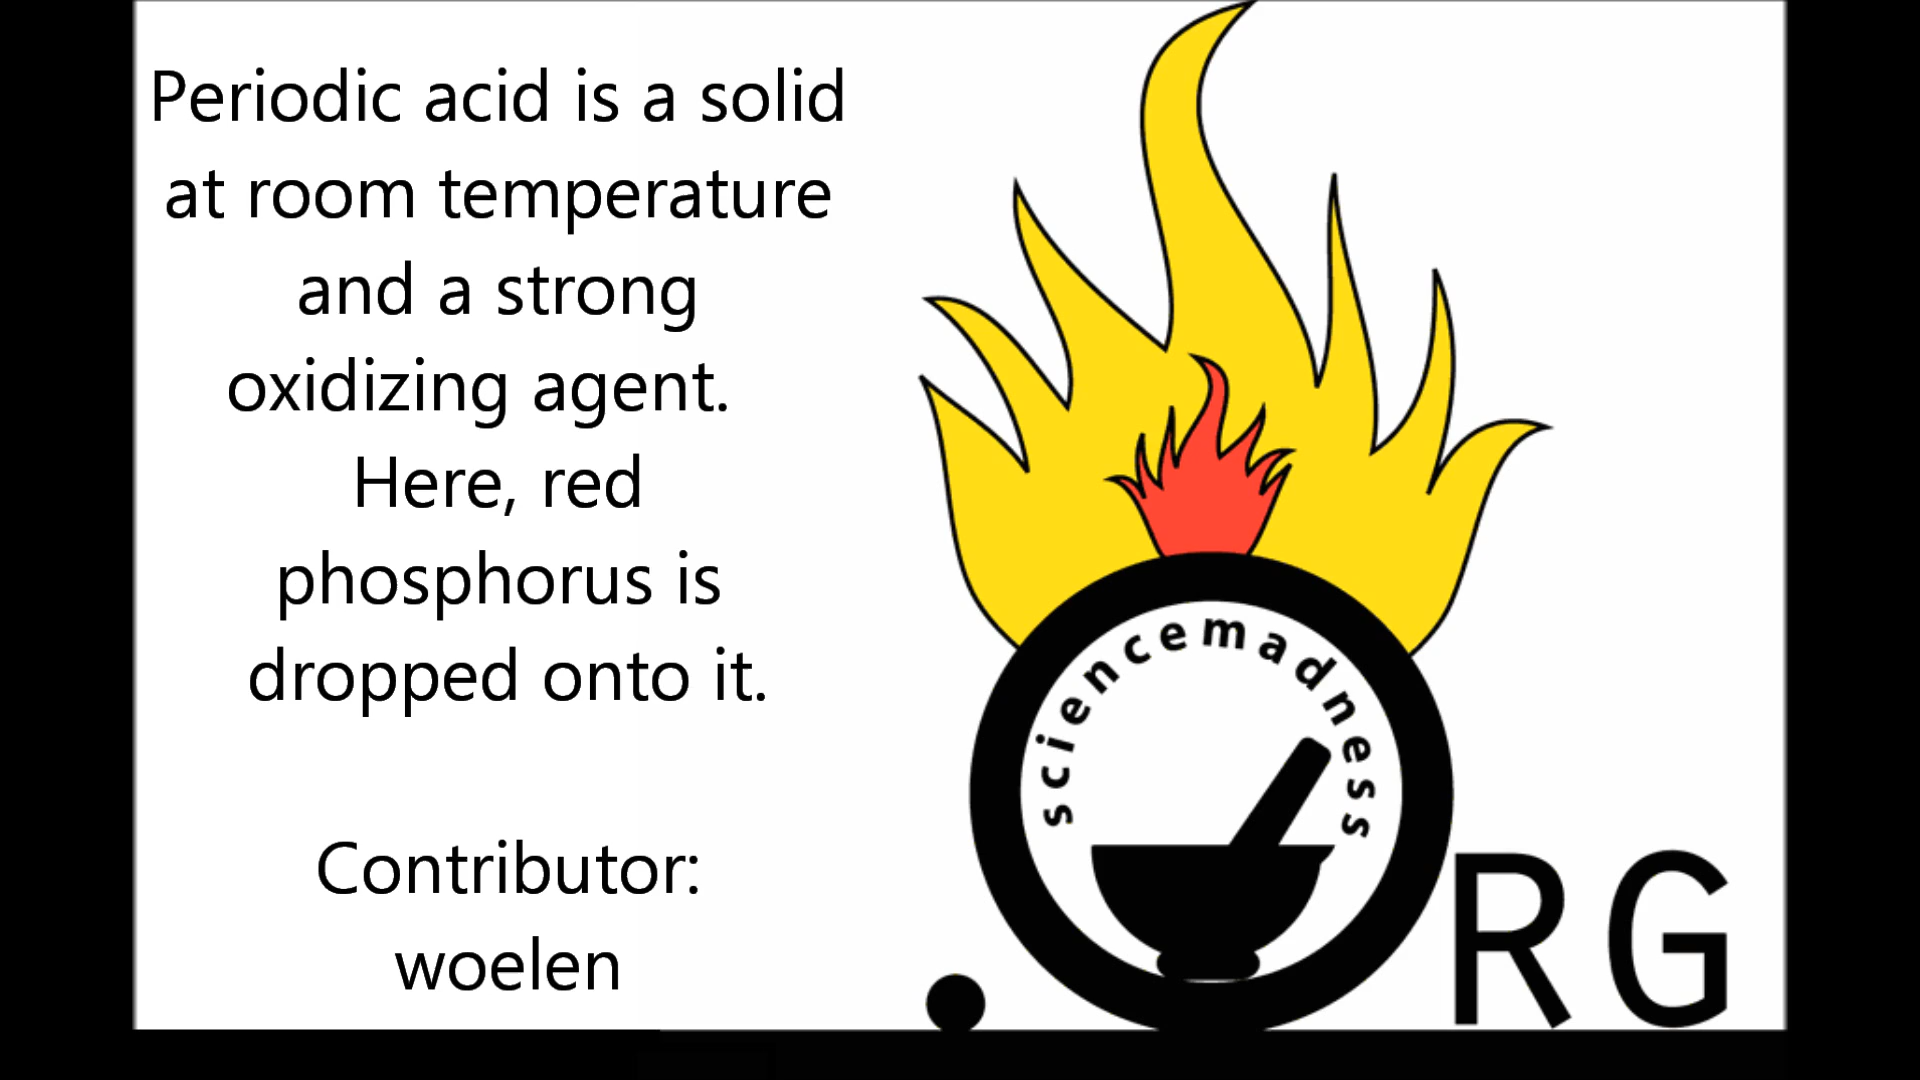 Periodic acid is a solid
at room temperature
and a strong
oxidizing agent.
Here, red
phosphorus is
dropped onto it.
Contributor:
woelen
sciencemadness
.ORG